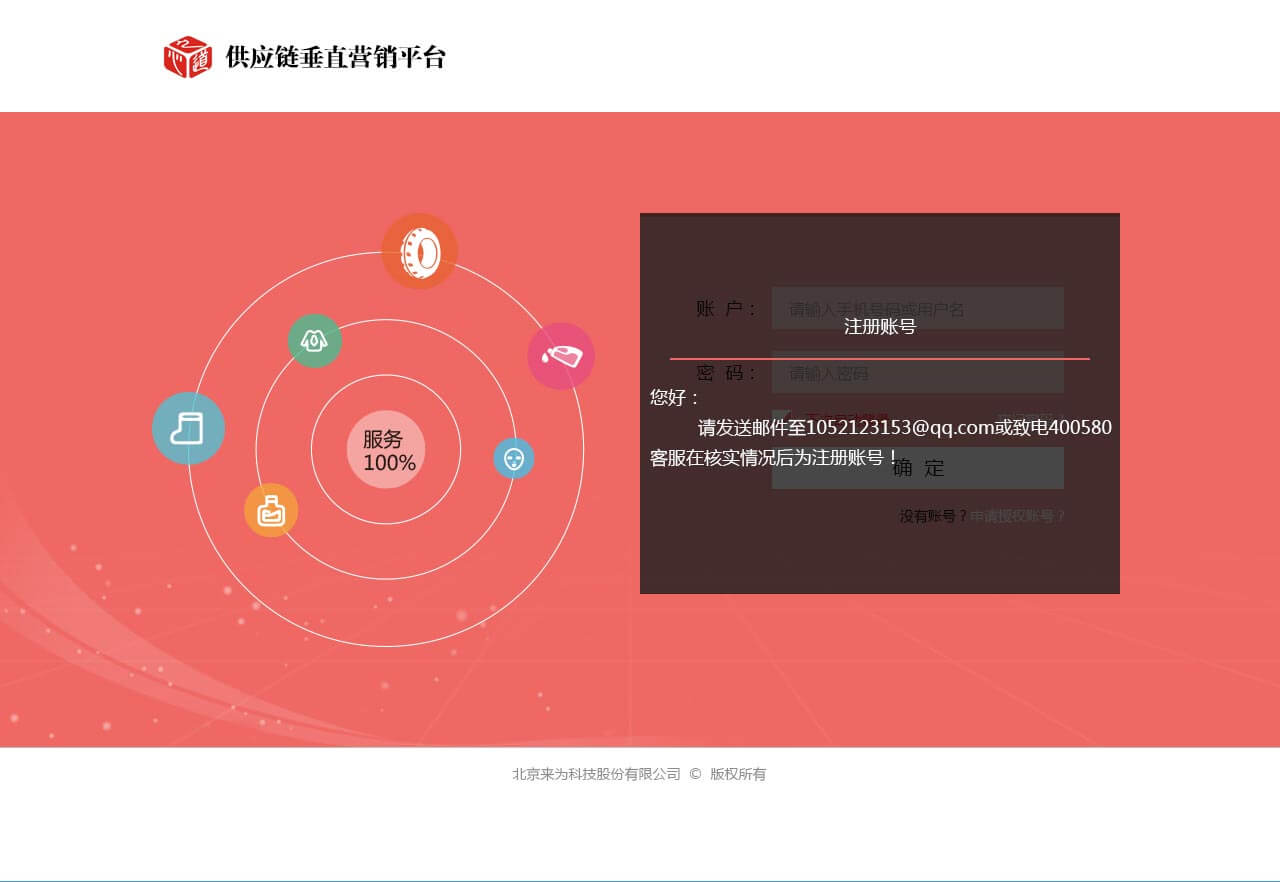 供应链垂直营销平台
账 户：
请输入手机号码或用户名
注册账号
密 码：
请输入密码
您好：
请发送邮件至1052123153@qq.com或致电400580
客服在核实情况后为注册账号！
确 定
没有账号？申请授权账号？
服务
100%
北京来为科技股份有限公司 © 版权所有